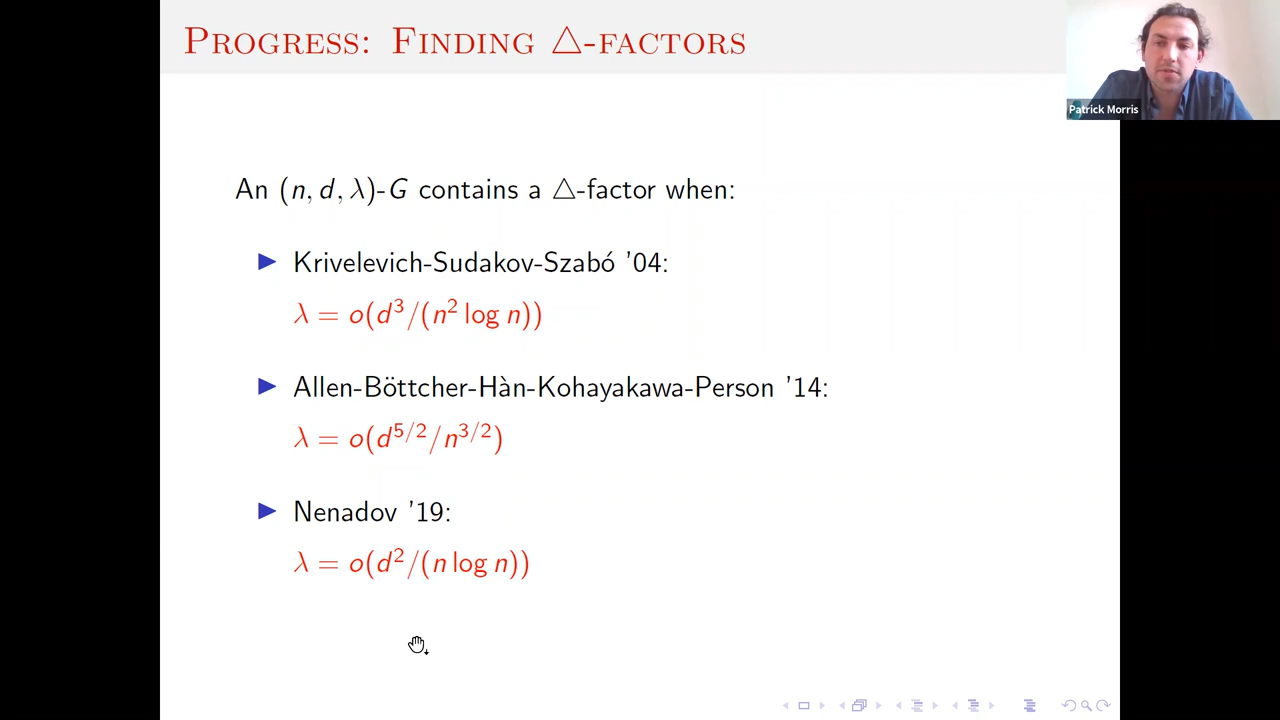 PROGRESS: FINDING △-FACTORS
Patrick Morris
An (n, d, λ)-G contains a △-factor when:
▶ Krivelevich-Sudakov-Szabó '04:
λ = o(d³/(n² log n))
▶ Allen-Böttcher-Hàn-Kohayakawa-Person '14:
λ = o(d^{5/2}/n^{3/2})
▶ Nenadov '19:
λ = o(d²/(n log n))